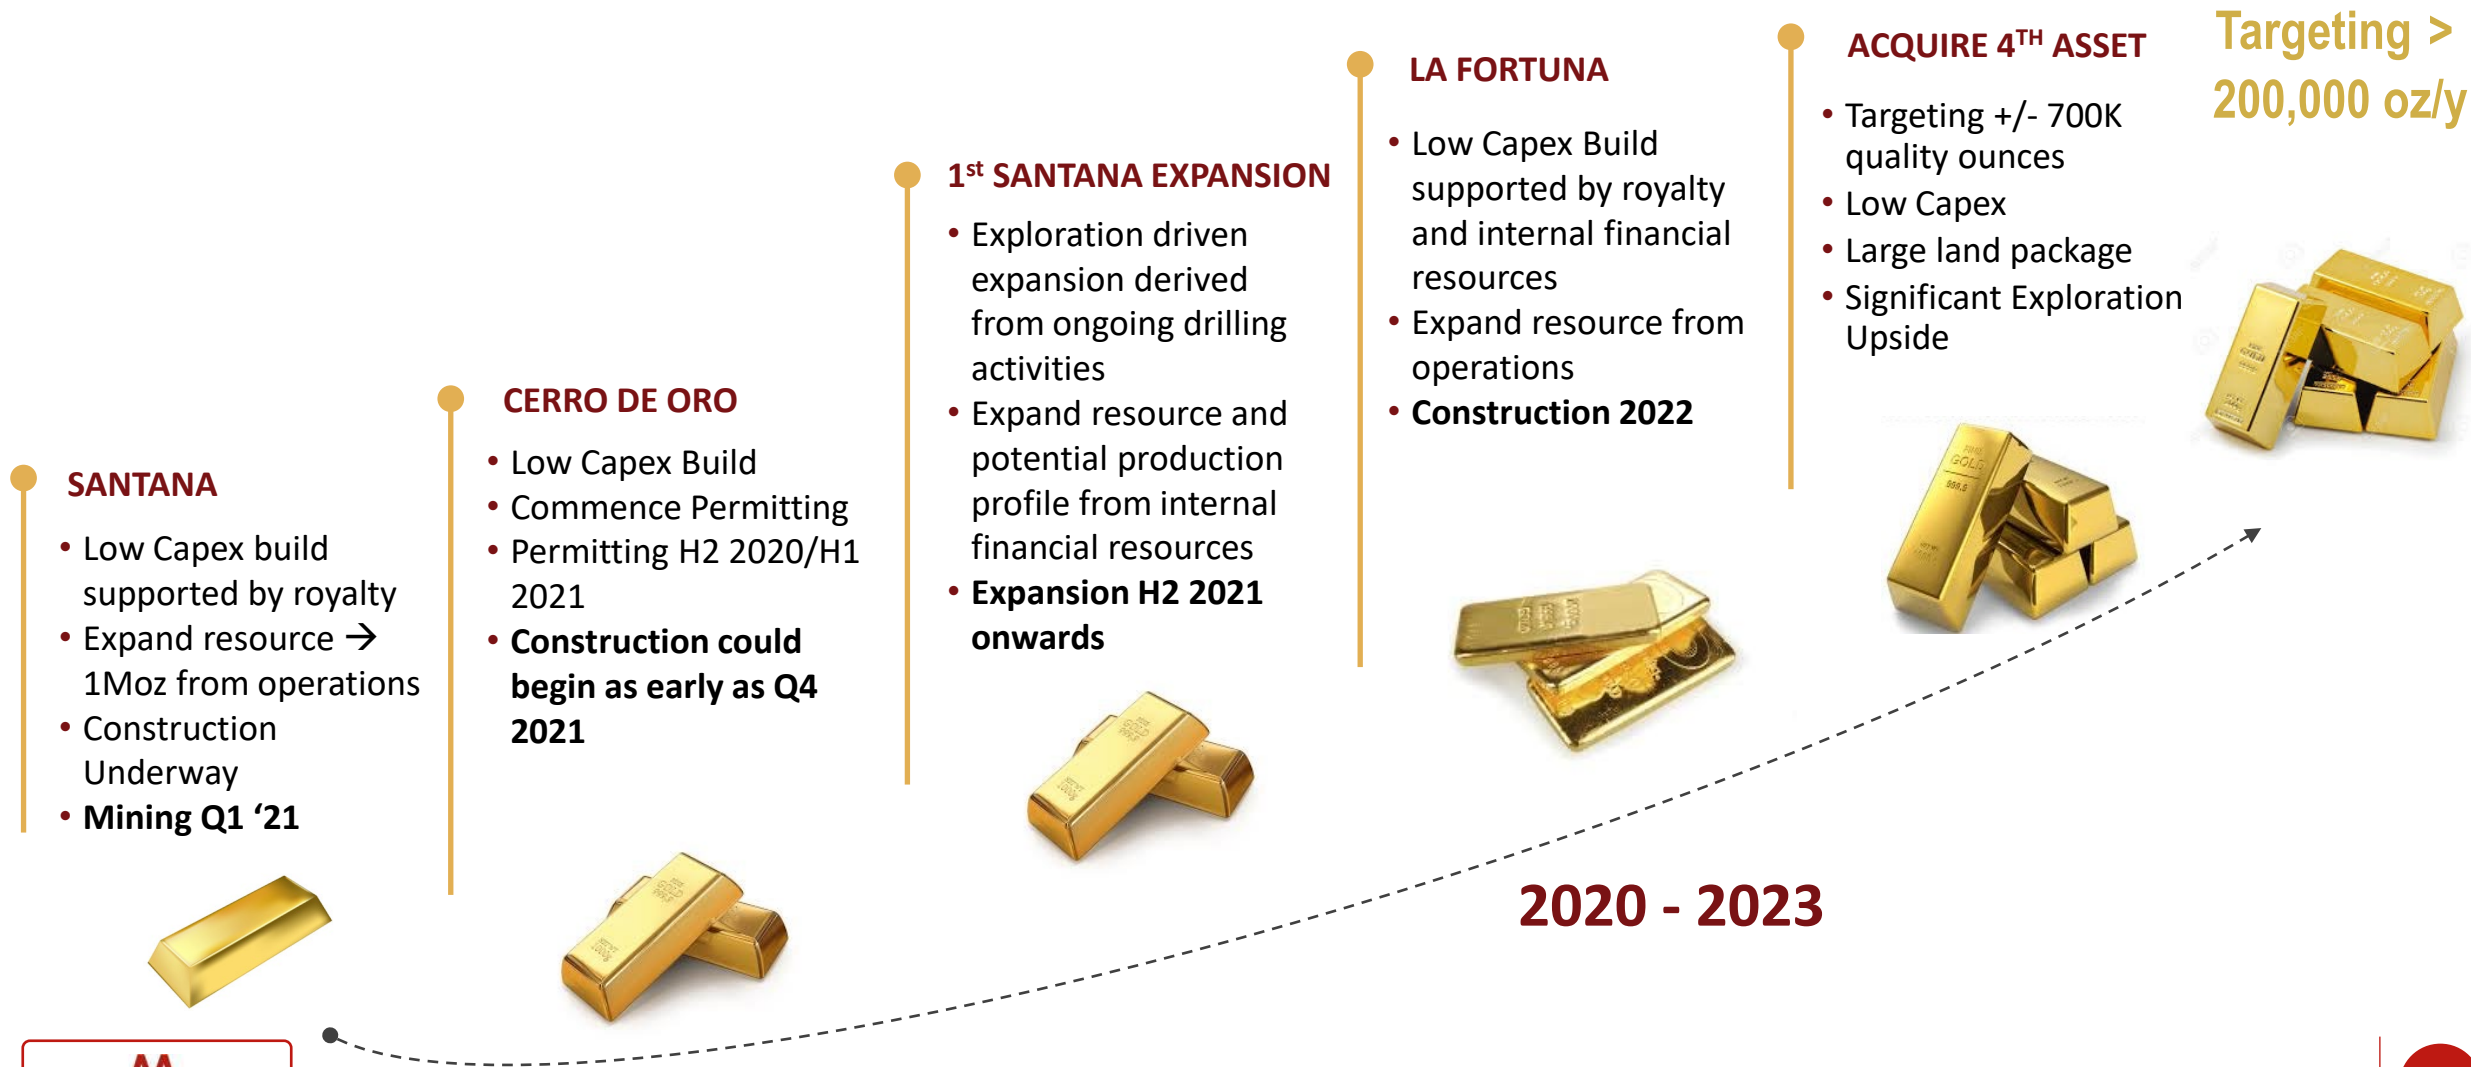 SANTANA
• Low Capex build
supported by royalty
• Expand resource →
1Moz from operations
• Construction
Underway
• Mining Q1 ‘21
CERRO DE ORO
• Low Capex Build
• Commence Permitting
• Permitting H2 2020/H1
2021
• Construction could
begin as early as Q4
2021
1st SANTANA EXPANSION
• Exploration driven
expansion derived
from ongoing drilling
activities
• Expand resource and
potential production
profile from internal
financial resources
• Expansion H2 2021
onwards
LA FORTUNA
• Low Capex Build
supported by royalty
and internal financial
resources
• Expand resource from
operations
• Construction 2022
ACQUIRE 4TH ASSET
• Targeting +/- 700K
quality ounces
• Low Capex
• Large land package
• Significant Exploration
Upside
Targeting >
200,000 oz/y
2020 - 2023